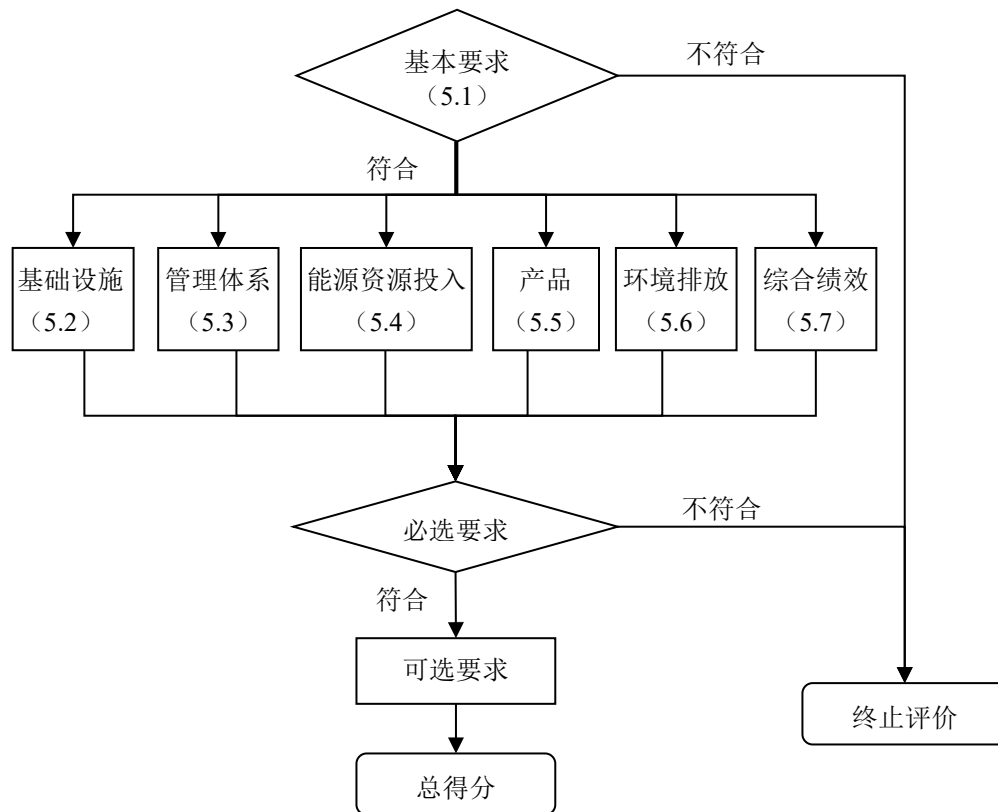 基本要求
（5.1）
不符合
符合
基础设施
（5.2）
管理体系
（5.3）
能源资源投入
（5.4）
产品
（5.5）
环境排放
（5.6）
综合绩效
（5.7）
必选要求
不符合
符合
可选要求
终止评价
总得分